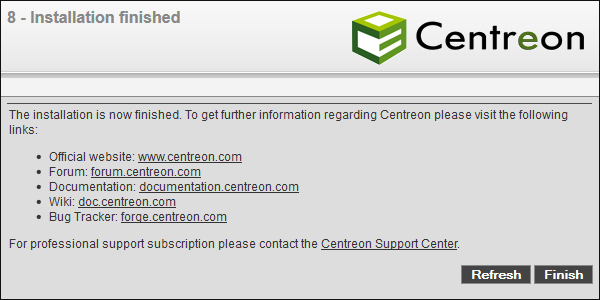 8 - Installation finished
Centreon
The installation is now finished. To get further information regarding Centreon please visit the following
links:
Official website: www.centreon.com
Forum: forum.centreon.com
Documentation: documentation.centreon.com
Wiki: doc.centreon.com
Bug Tracker: forge.centreon.com
For professional support subscription please contact the Centreon Support Center.
Refresh Finish